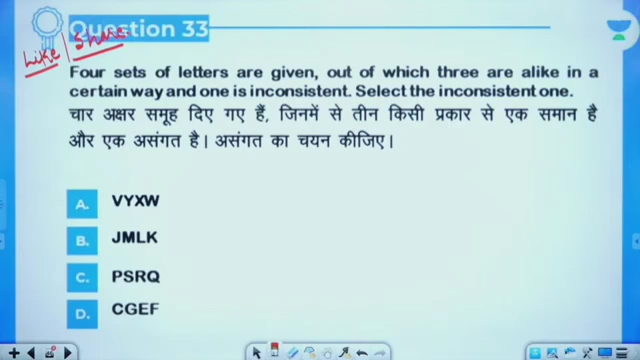 Question 33
Like | Share
Four sets of letters are given, out of which three are alike in a
certain way and one is inconsistent. Select the inconsistent one.
चार अक्षर समूह दिए गए हैं, जिनमें से तीन किसी प्रकार से एक समान है
और एक असंगत है। असंगत का चयन कीजिए।
A. VYXW
B. JMLK
C. PSRQ
D. CGEF